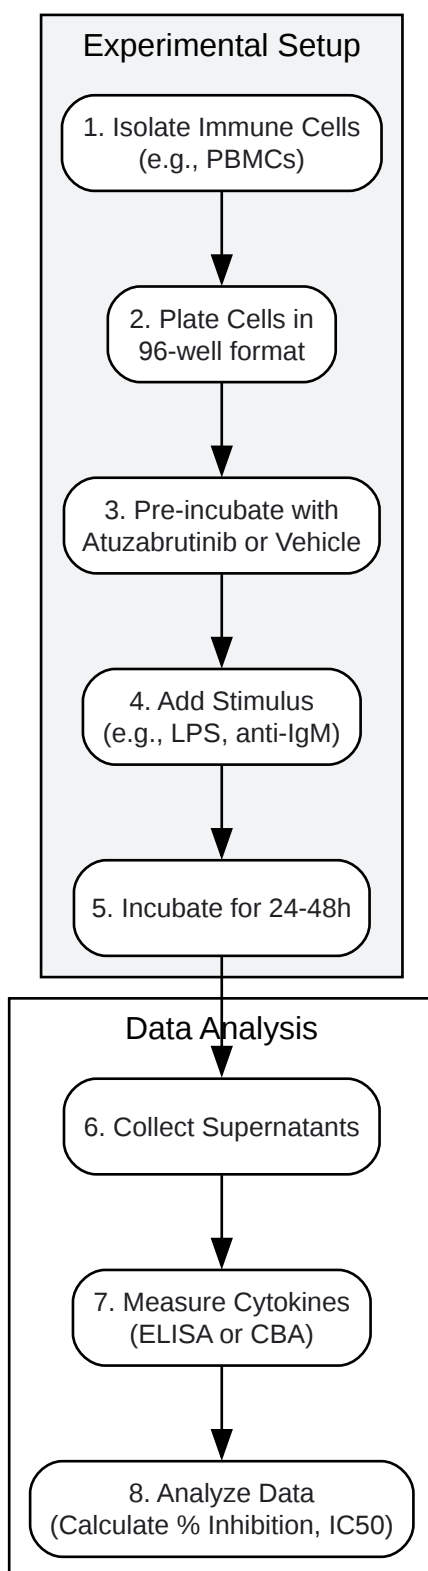 Experimental Setup
1. Isolate Immune Cells
(e.g., PBMCs)
2. Plate Cells in
96-well format
3. Pre-incubate with
Atuzabrutinib or Vehicle
4. Add Stimulus
(e.g., LPS, anti-IgM)
5. Incubate for 24-48h
Data Analysis
6. Collect Supernatants
7. Measure Cytokines
(ELISA or CBA)
8. Analyze Data
(Calculate % Inhibition, IC50)